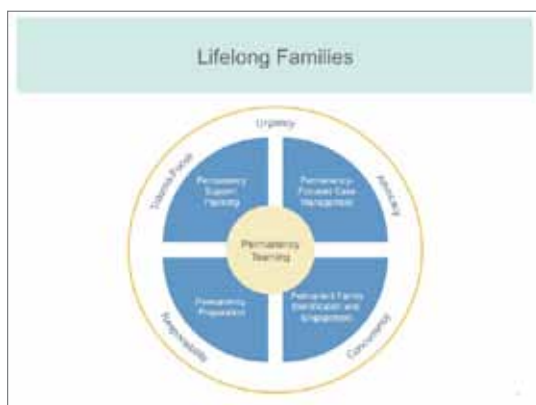 Lifelong Families
Urgency
Trauma-Focus
Advocacy
Permanency
Support
Planning
Permanency-
Focused Case
Management
Permanency
Teaming
Permanency
Preparation
Permanent Family
Identification and
Engagement
Responsibility
Concurrency